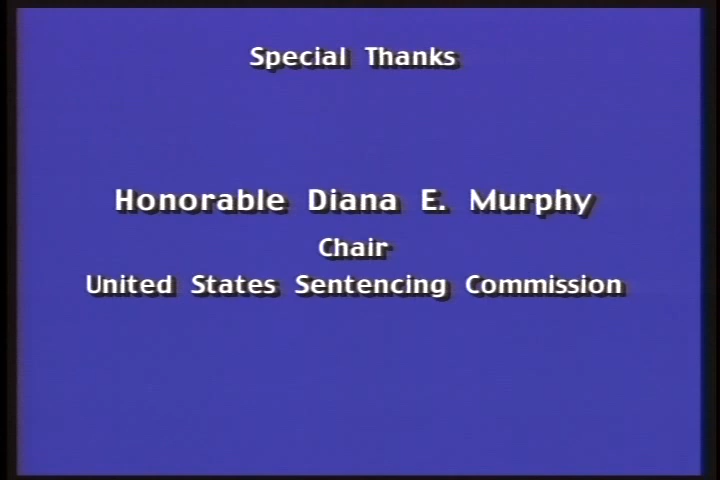 Special Thanks
Honorable Diana E. Murphy
Chair
United States Sentencing Commission